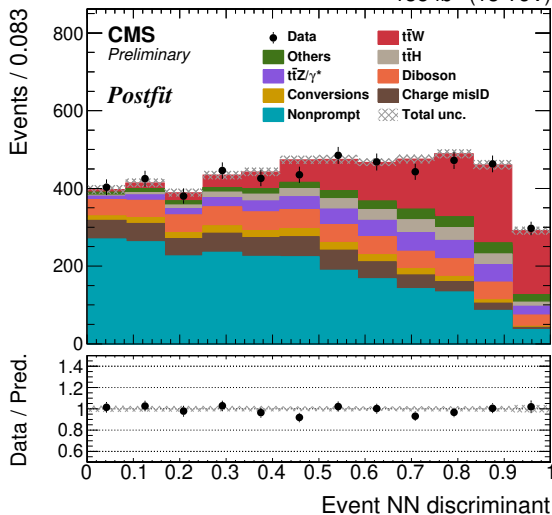 CMS
Preliminary
Postfit
Data
Others
tt̄Z/γ*
Conversions
Nonprompt
tt̄W
tt̄H
Diboson
Charge misID
Total unc.
Events / 0.083
800
600
400
200
0
Data / Pred.
1.4
1.2
1
0.8
0.6
0 0.1 0.2 0.3 0.4 0.5 0.6 0.7 0.8 0.9 1
Event NN discriminant